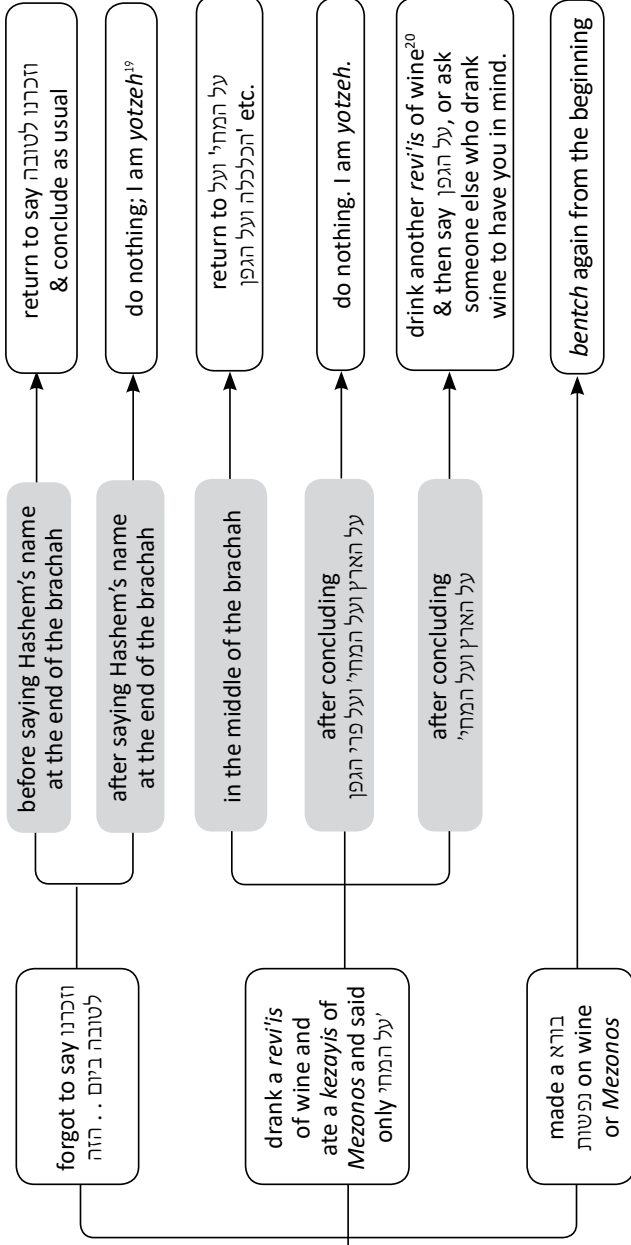 forgot to say וזכרנו
לטובה ביום . . הזה
before saying Hashem's name
at the end of the brachah
return to say וזכרנו לטובה
& conclude as usual
after saying Hashem's name
at the end of the brachah
do nothing; I am yotzeh19
drank a revi'is
of wine and
ate a kezayis of
Mezonos and said
only על המחי'
in the middle of the brachah
return to על המחי' ועל
הכלכלה ועל הגפן' etc.
after concluding
על הארץ ועל המחי' ועל פרי הגפן
do nothing. I am yotzeh.
after concluding
על הארץ ועל המחי'
drink another revi'is of wine20
& then say על הגפן, or ask
someone else who drank
wine to have you in mind.
made a בורא
נפשות on wine
or Mezonos
bentch again from the beginning